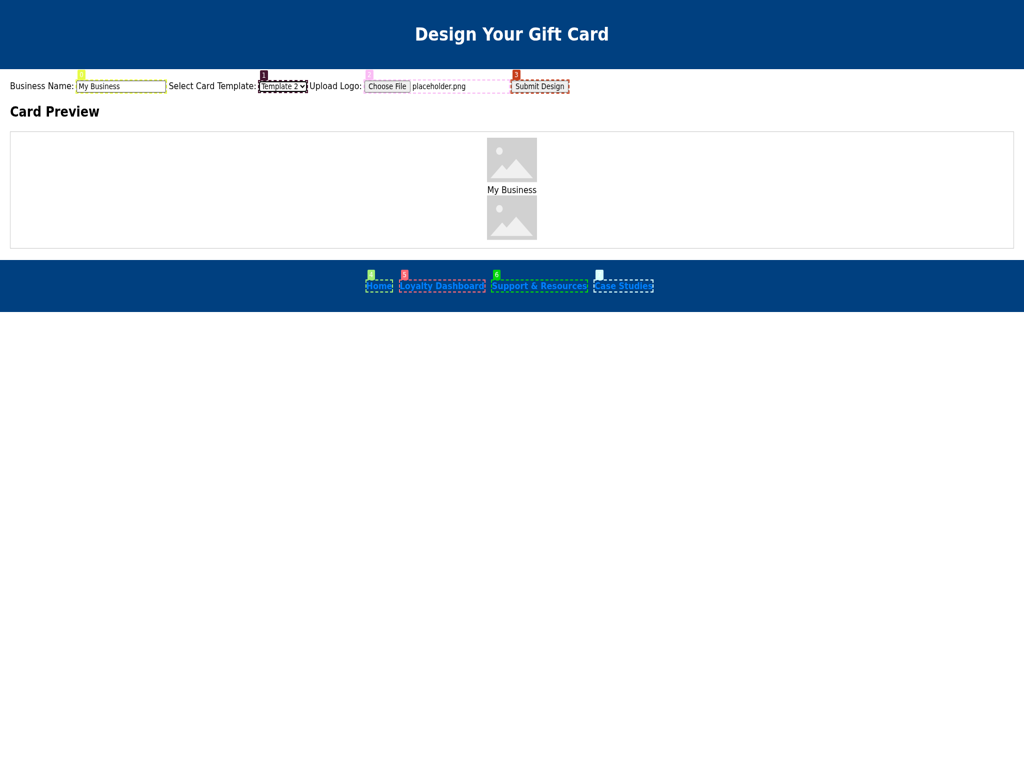 Design Your Gift Card
0 1 2 3
Business Name: My Business Select Card Template: Template 2 Upload Logo: Choose File placeholder.png Submit Design
Card Preview
My Business
4 5 6
Home Loyalty Dashboard Support & Resources Case Studies